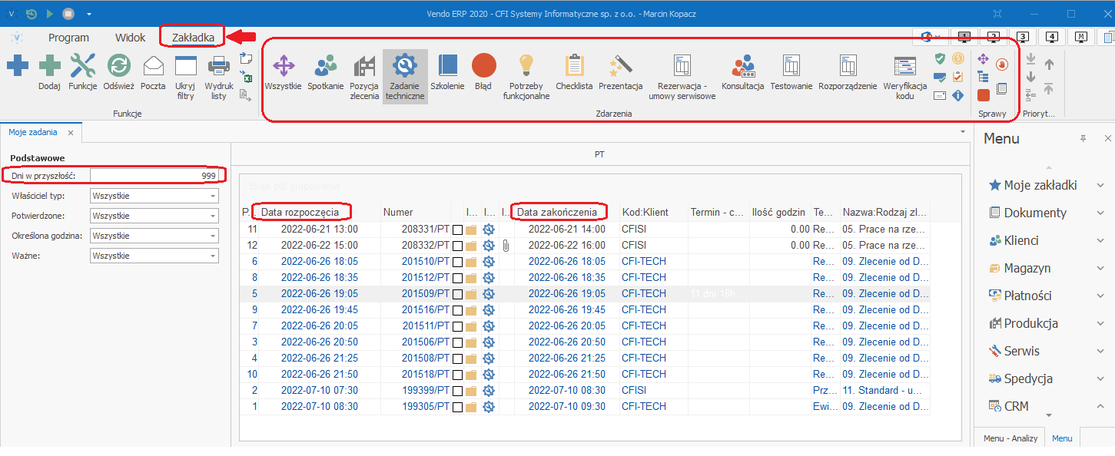 Vendo ERP 2020 - CFI Systemy Informatyczne sp. z o.o. - Marcin Kopacz
Program Widok Zakładka
1 2 3 4 M
Dodaj Funkcje Odśwież Poczta Ukryj filtry Wydruk listy
Wszystkie Spotkanie Pozycja zlecenia Zadanie techniczne Szkolenie Błąd Potrzeby funkcjonalne Checklista Prezentacja Rezerwacja - umowy serwisowe Konsultacja Testowanie Rozporządzenie Weryfikacja kodu
Funkcje Zdarzenia Sprawy Prioryt...
Moje zadania
Podstawowe
Dni w przyszłość: 999
Właściciel typ: Wszystkie
Potwierdzone: Wszystkie
Określona godzina: Wszystkie
Ważne: Wszystkie
PT
P... Data rozpoczęcia Numer I... I... I... Data zakończenia Kod:Klient Termin - c... Ilość godzin Te... Nazwa:Rodzaj zl...
11 2022-06-21 13:00 208331/PT 2022-06-21 14:00 CFISI 0.00 Re... 05. Prace na rze...
12 2022-06-22 15:00 208332/PT 2022-06-22 16:00 CFISI 0.00 Re... 05. Prace na rze...
6 2022-06-26 18:05 201510/PT 2022-06-26 18:05 CFI-TECH Re... 09. Zlecenie od D...
8 2022-06-26 18:35 201512/PT 2022-06-26 18:35 CFI-TECH Re... 09. Zlecenie od D...
5 2022-06-26 19:05 201509/PT 2022-06-26 19:05 CFI-TECH 11 dni 16h Re... 09. Zlecenie od D...
9 2022-06-26 19:45 201516/PT 2022-06-26 19:45 CFI-TECH Re... 09. Zlecenie od D...
7 2022-06-26 20:05 201511/PT 2022-06-26 20:05 CFI-TECH Re... 09. Zlecenie od D...
3 2022-06-26 20:50 201506/PT 2022-06-26 20:50 CFI-TECH Re... 09. Zlecenie od D...
4 2022-06-26 21:25 201508/PT 2022-06-26 21:25 CFI-TECH Re... 09. Zlecenie od D...
10 2022-06-26 21:50 201518/PT 2022-06-26 21:50 CFI-TECH Re... 09. Zlecenie od D...
2 2022-07-10 07:30 199399/PT 2022-07-10 08:30 CFISI Prz... 11. Standard - u...
1 2022-07-10 08:30 199305/PT 2022-07-10 09:30 CFI-TECH Ewi... 09. Zlecenie od D...
Menu
Moje zakładki
Dokumenty
Klienci
Magazyn
Płatności
Produkcja
Serwis
Spedycja
CRM
Menu - Analizy Menu